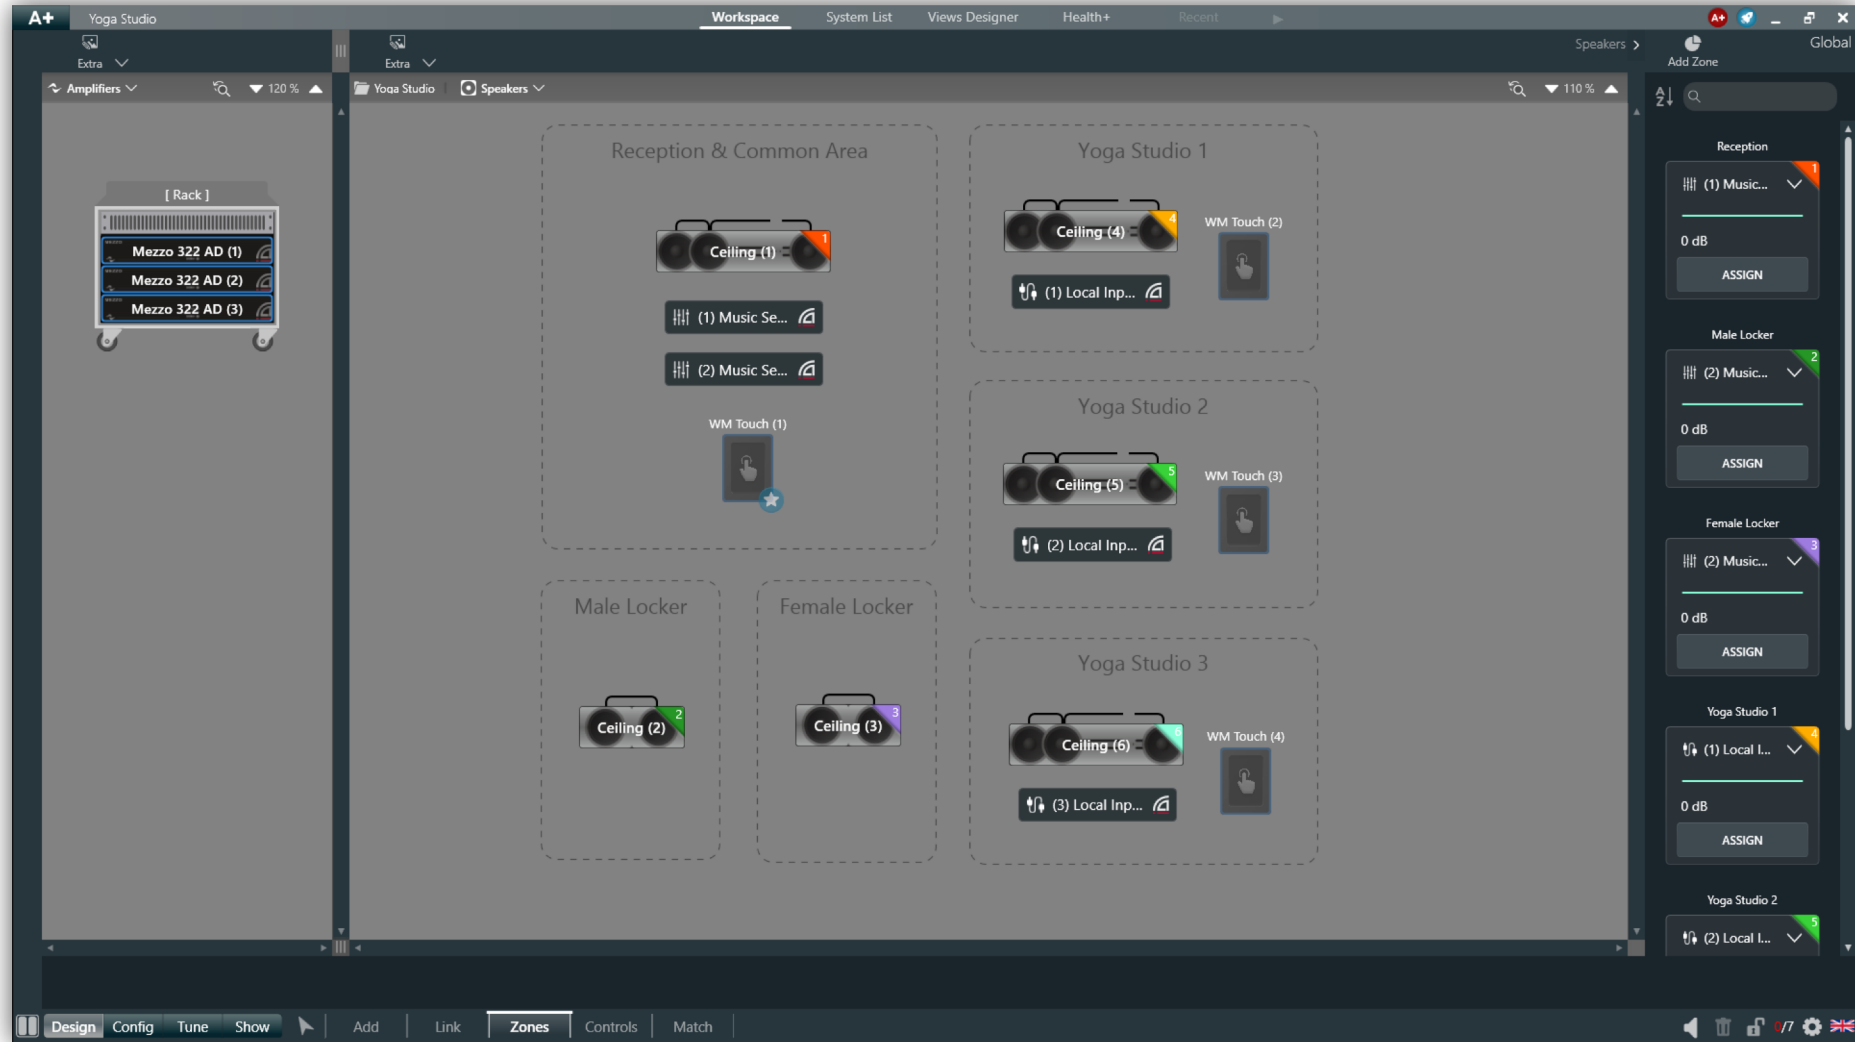 A+ Yoga Studio Workspace System List Views Designer Health+ Recent A+
Extra
Extra
Speakers
Add Zone
Global
Amplifiers 120 %
Yoga Studio Speakers 110 %
[ Rack ]
Mezzo 322 AD (1)
Mezzo 322 AD (2)
Mezzo 322 AD (3)
Reception & Common Area
Ceiling (1) 1
(1) Music Se...
(2) Music Se...
WM Touch (1)
Yoga Studio 1
Ceiling (4) 4
WM Touch (2)
(1) Local Inp...
Yoga Studio 2
Ceiling (5) 5
WM Touch (3)
(2) Local Inp...
Male Locker
Ceiling (2) 2
Female Locker
Ceiling (3) 3
Yoga Studio 3
Ceiling (6) 6
WM Touch (4)
(3) Local Inp...
A Z
Reception
(1) Music... 1
0 dB
ASSIGN
Male Locker
(2) Music... 2
0 dB
ASSIGN
Female Locker
(2) Music... 3
0 dB
ASSIGN
Yoga Studio 1
(1) Local I... 4
0 dB
ASSIGN
Yoga Studio 2
(2) Local I... 5
Design Config Tune Show Add Link Zones Controls Match 0/7